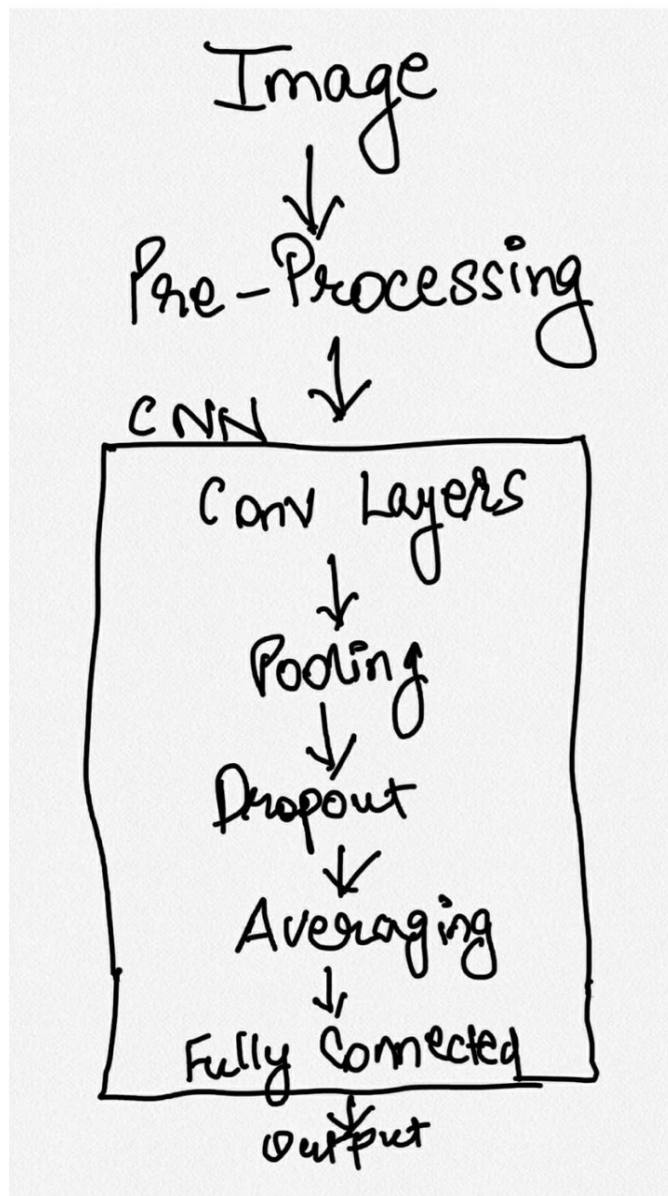 Image
Pre-Processing
CNN
Conv Layers
Pooling
Dropout
Averaging
Fully Connected
Output